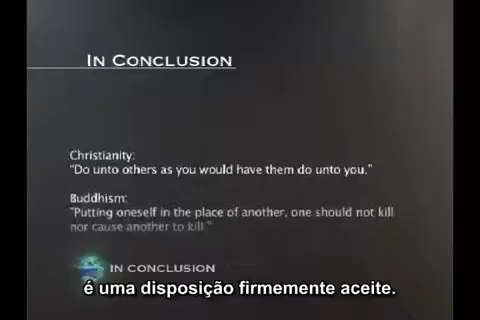 IN CONCLUSION
Christianity:
"Do unto others as you would have them do unto you."
Buddhism:
"Putting oneself in the place of another, one should not kill
nor cause another to kill."
IN CONCLUSION
é uma disposição firmemente aceite.